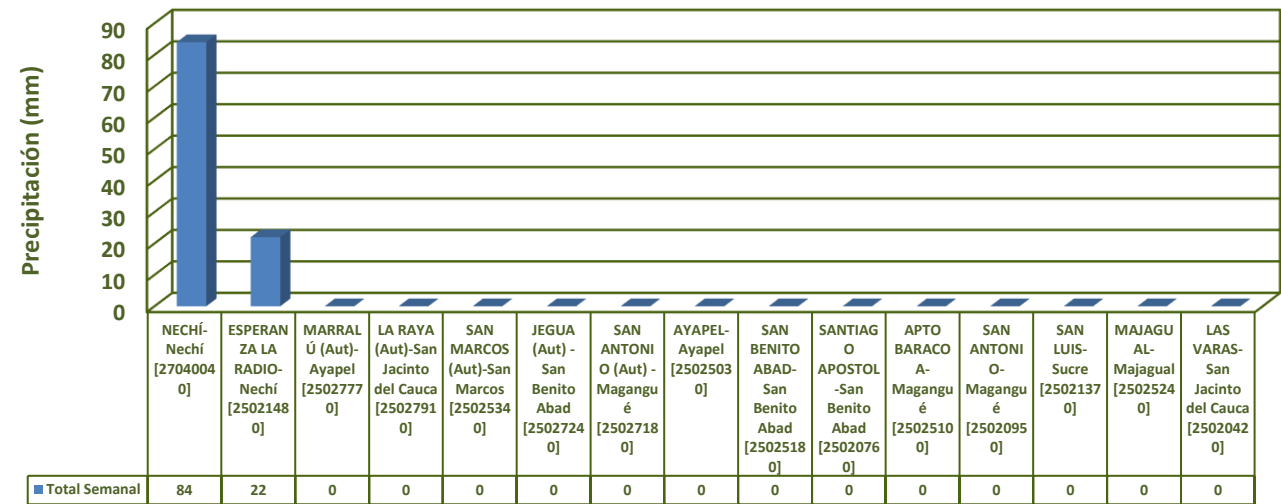 Precipitación (mm)
90
80
70
60
50
40
30
20
10
0
NECHÍ-
Nechí
[2704004
0]
ESPERAN
ZA LA
RADIO-
Nechí
[2502148
0]
MARRAL
Ú (Aut)-
Ayapel
[2502777
0]
LA RAYA
(Aut)-San
Jacinto
del Cauca
[2502791
0]
SAN
MARCOS
(Aut)-San
Marcos
[2502534
0]
JEGUA
(Aut) -
San
Benito
Abad
[2502724
0]
SAN
ANTONI
O (Aut) -
Magangu
é
[2502718
0]
AYAPEL-
Ayapel
[2502503
0]
SAN
BENITO
ABAD-
San
Benito
Abad
[2502518
0]
SANTIAG
O
APOSTOL
-San
Benito
Abad
[2502076
0]
APTO
BARACO
A-
Magangu
é
[2502510
0]
SAN
ANTONI
O-
Magangu
é
[2502095
0]
SAN
LUIS-
Sucre
[2502137
0]
MAJAGU
AL-
Majagual
[2502524
0]
LAS
VARAS-
San
Jacinto
del Cauca
[2502042
0]
Total Semanal 84 22 0 0 0 0 0 0 0 0 0 0 0 0 0